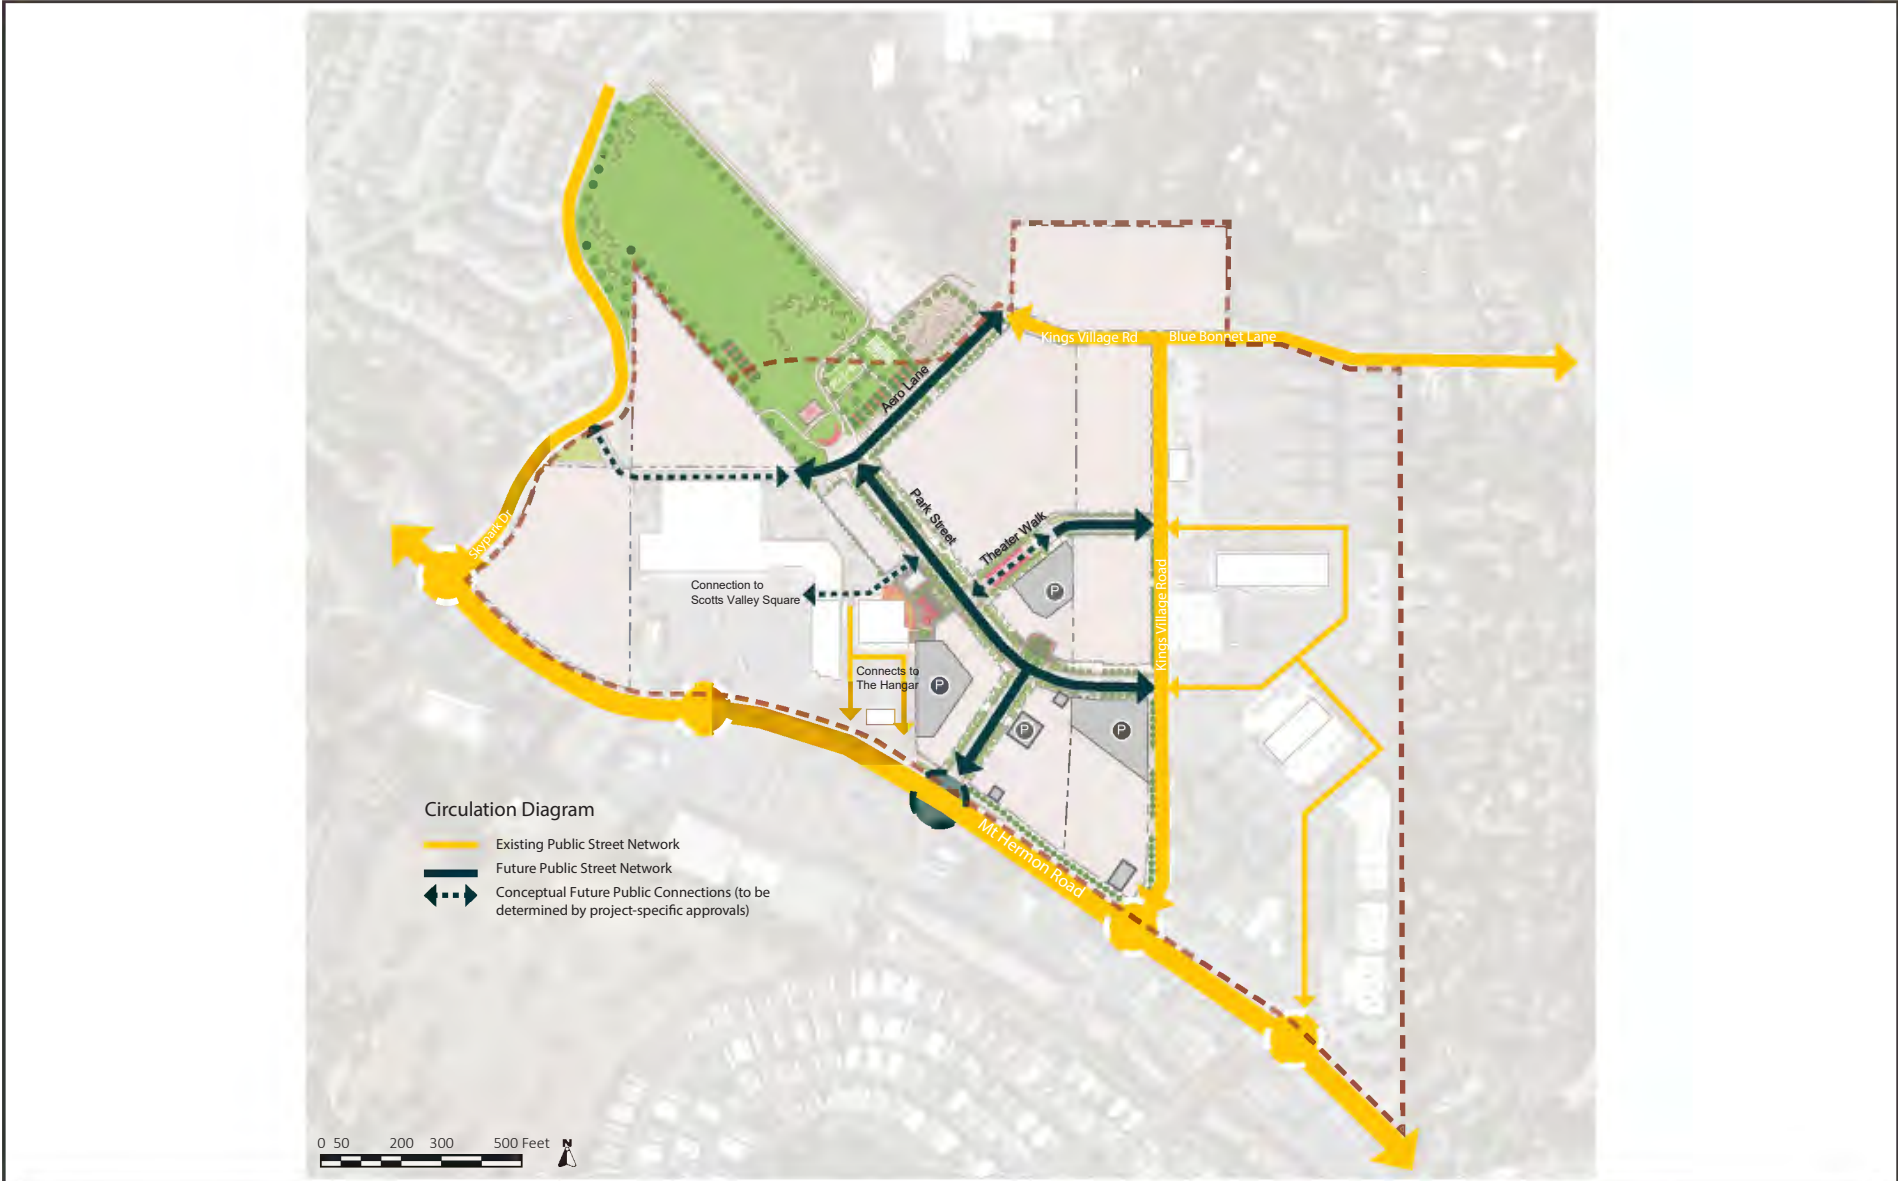 Kings Village Rd
Blue Bonnet Lane
Aero Lane
Park Street
Theater Walk
Skypark Dr
Connection to
Scotts Valley Square
P
Kings Village Road
Connects to
The Hangar
P
P
P
Mt Hermon Road
Circulation Diagram
Existing Public Street Network
Future Public Street Network
Conceptual Future Public Connections (to be
determined by project-specific approvals)
0 50 200 300 500 Feet
N